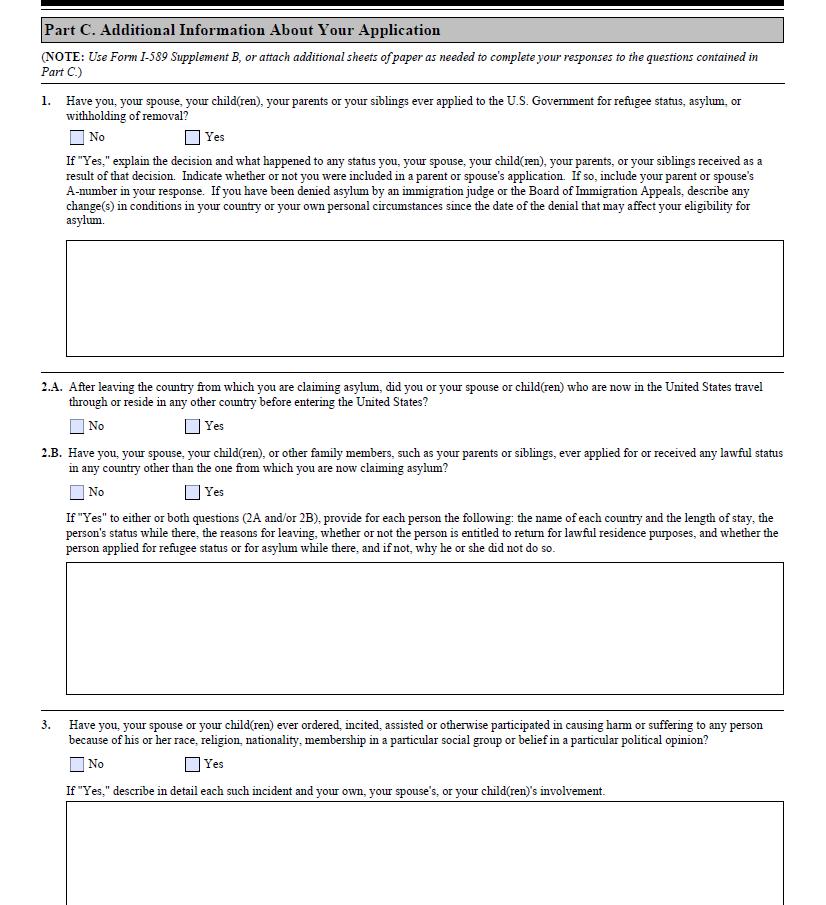 Part C. Additional Information About Your Application
(NOTE: Use Form I-589 Supplement B, or attach additional sheets of paper as needed to complete your responses to the questions contained in
Part C.)
1. Have you, your spouse, your child(ren), your parents or your siblings ever applied to the U.S. Government for refugee status, asylum, or
withholding of removal?
No Yes
If "Yes," explain the decision and what happened to any status you, your spouse, your child(ren), your parents, or your siblings received as a
result of that decision. Indicate whether or not you were included in a parent or spouse's application. If so, include your parent or spouse's
A-number in your response. If you have been denied asylum by an immigration judge or the Board of Immigration Appeals, describe any
change(s) in conditions in your country or your own personal circumstances since the date of the denial that may affect your eligibility for
asylum.
2.A. After leaving the country from which you are claiming asylum, did you or your spouse or child(ren) who are now in the United States travel
through or reside in any other country before entering the United States?
No Yes
2.B. Have you, your spouse, your child(ren), or other family members, such as your parents or siblings, ever applied for or received any lawful status
in any country other than the one from which you are now claiming asylum?
No Yes
If "Yes" to either or both questions (2A and/or 2B), provide for each person the following: the name of each country and the length of stay, the
person's status while there, the reasons for leaving, whether or not the person is entitled to return for lawful residence purposes, and whether the
person applied for refugee status or for asylum while there, and if not, why he or she did not do so.
3. Have you, your spouse or your child(ren) ever ordered, incited, assisted or otherwise participated in causing harm or suffering to any person
because of his or her race, religion, nationality, membership in a particular social group or belief in a particular political opinion?
No Yes
If "Yes," describe in detail each such incident and your own, your spouse's, or your child(ren)'s involvement.